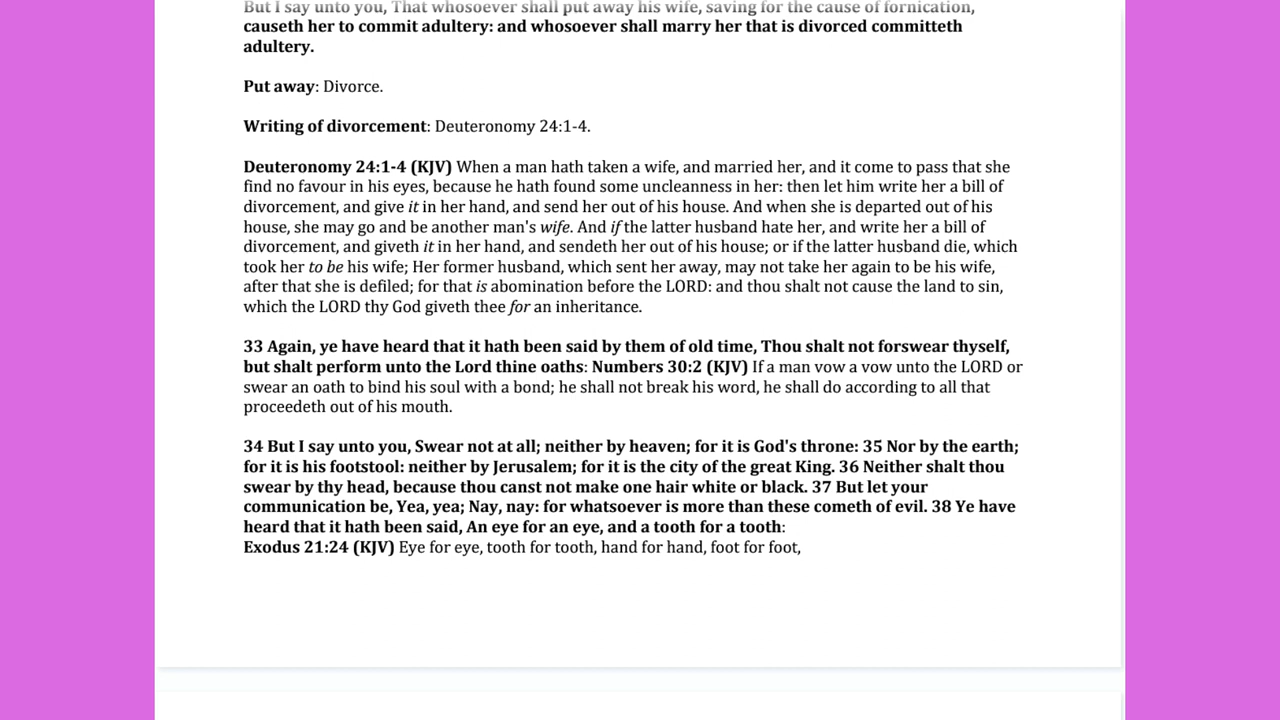 But I say unto you, That whosoever shall put away his wife, saving for the cause of fornication,
causeth her to commit adultery: and whosoever shall marry her that is divorced committeth
adultery.
Put away: Divorce.
Writing of divorcement: Deuteronomy 24:1-4.
Deuteronomy 24:1-4 (KJV) When a man hath taken a wife, and married her, and it come to pass that she
find no favour in his eyes, because he hath found some uncleanness in her: then let him write her a bill of
divorcement, and give it in her hand, and send her out of his house. And when she is departed out of his
house, she may go and be another man's wife. And if the latter husband hate her, and write her a bill of
divorcement, and giveth it in her hand, and sendeth her out of his house; or if the latter husband die, which
took her to be his wife; Her former husband, which sent her away, may not take her again to be his wife,
after that she is defiled; for that is abomination before the LORD: and thou shalt not cause the land to sin,
which the LORD thy God giveth thee for an inheritance.
33 Again, ye have heard that it hath been said by them of old time, Thou shalt not forswear thyself,
but shalt perform unto the Lord thine oaths: Numbers 30:2 (KJV) If a man vow a vow unto the LORD or
swear an oath to bind his soul with a bond; he shall not break his word, he shall do according to all that
proceedeth out of his mouth.
34 But I say unto you, Swear not at all; neither by heaven; for it is God's throne: 35 Nor by the earth;
for it is his footstool: neither by Jerusalem; for it is the city of the great King. 36 Neither shalt thou
swear by thy head, because thou canst not make one hair white or black. 37 But let your
communication be, Yea, yea; Nay, nay: for whatsoever is more than these cometh of evil. 38 Ye have
heard that it hath been said, An eye for an eye, and a tooth for a tooth:
Exodus 21:24 (KJV) Eye for eye, tooth for tooth, hand for hand, foot for foot,